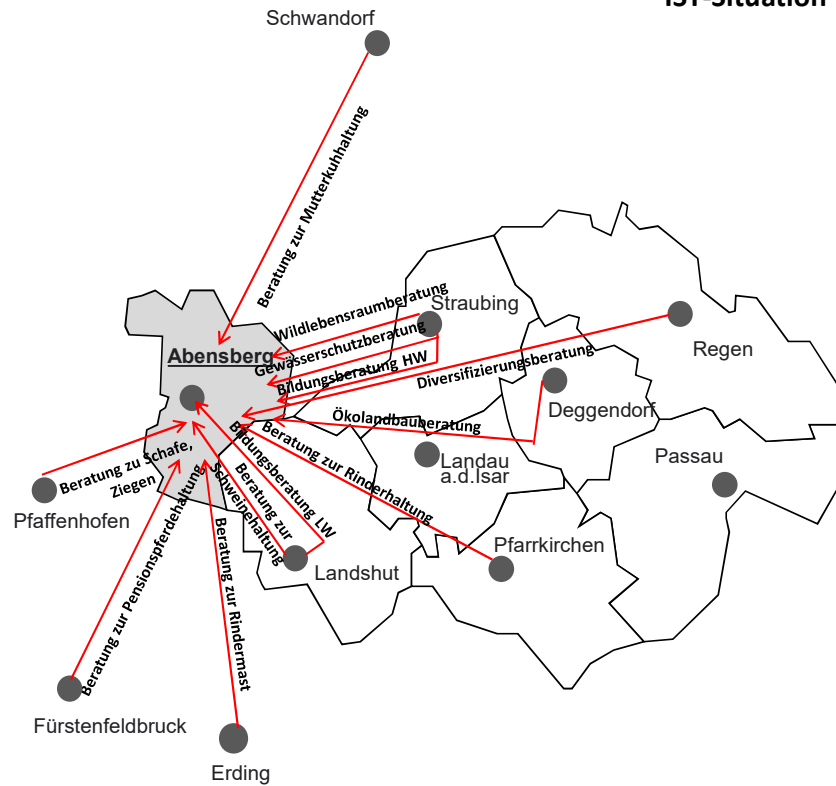 IST-Situation
Schwandorf
Beratung zur Mutterkuhhaltung
Wildlebensraumberatung
Straubing
Gewässerschutzberatung
Abensberg
Bildungsberatung HW
Diversifizierungsberatung
Regen
Deggendorf
Ökolandbauberatung
Beratung zur Rinderhaltung
Landau
a.d.Isar
Passau
Bildungsberatung LW
Beratung zur
Schweinehaltung
Beratung zu Schafe,
Ziegen
Pfaffenhofen
Pfarrkirchen
Landshut
Beratung zur Pensionspferdehaltung
Beratung zur Rindermast
Fürstenfeldbruck
Erding